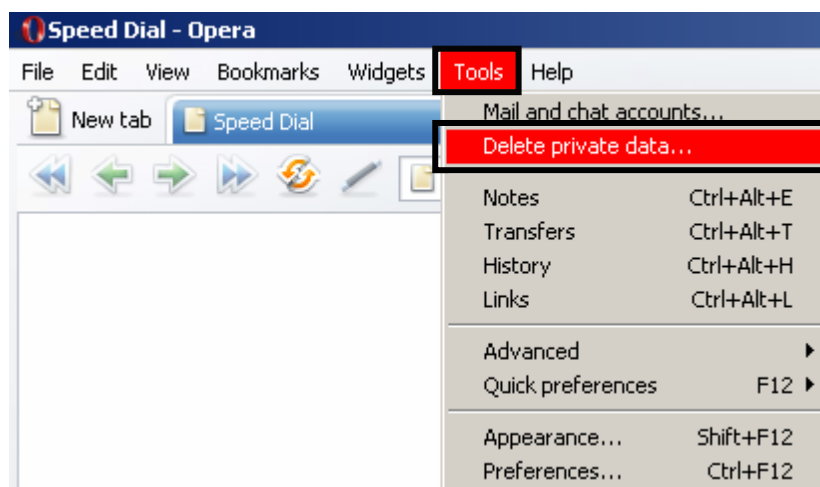 Speed Dial - Opera
File Edit View Bookmarks Widgets Tools Help
New tab Speed Dial
Mail and chat accounts...
Delete private data...
Notes Ctrl+Alt+E
Transfers Ctrl+Alt+T
History Ctrl+Alt+H
Links Ctrl+Alt+L
Advanced
Quick preferences F12
Appearance... Shift+F12
Preferences... Ctrl+F12